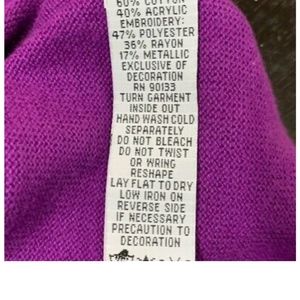 60% COTTON
40% ACRYLIC
EMBROIDERY:
47% POLYESTER
36% RAYON
17% METALLIC
EXCLUSIVE OF
DECORATION
RN 90133
TURN GARMENT
INSIDE OUT
HAND WASH COLD
SEPARATELY
DO NOT BLEACH
DO NOT TWIST
OR WRING
RESHAPE
LAY FLAT TO DRY
LOW IRON ON
REVERSE SIDE
IF NECESSARY
PRECAUTION TO
DECORATION